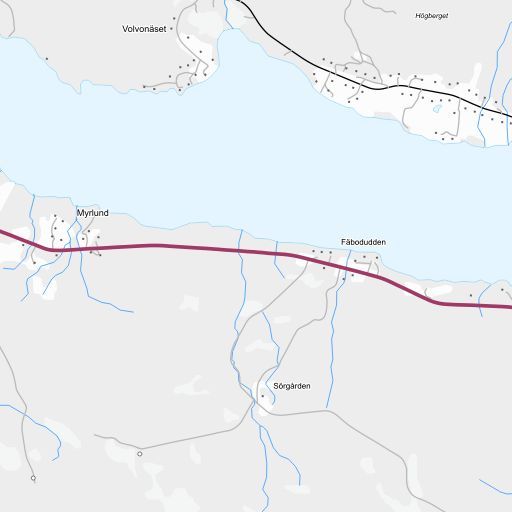 Högberget
Volvonäset
Myrlund
Fäbodudden
Sörgården